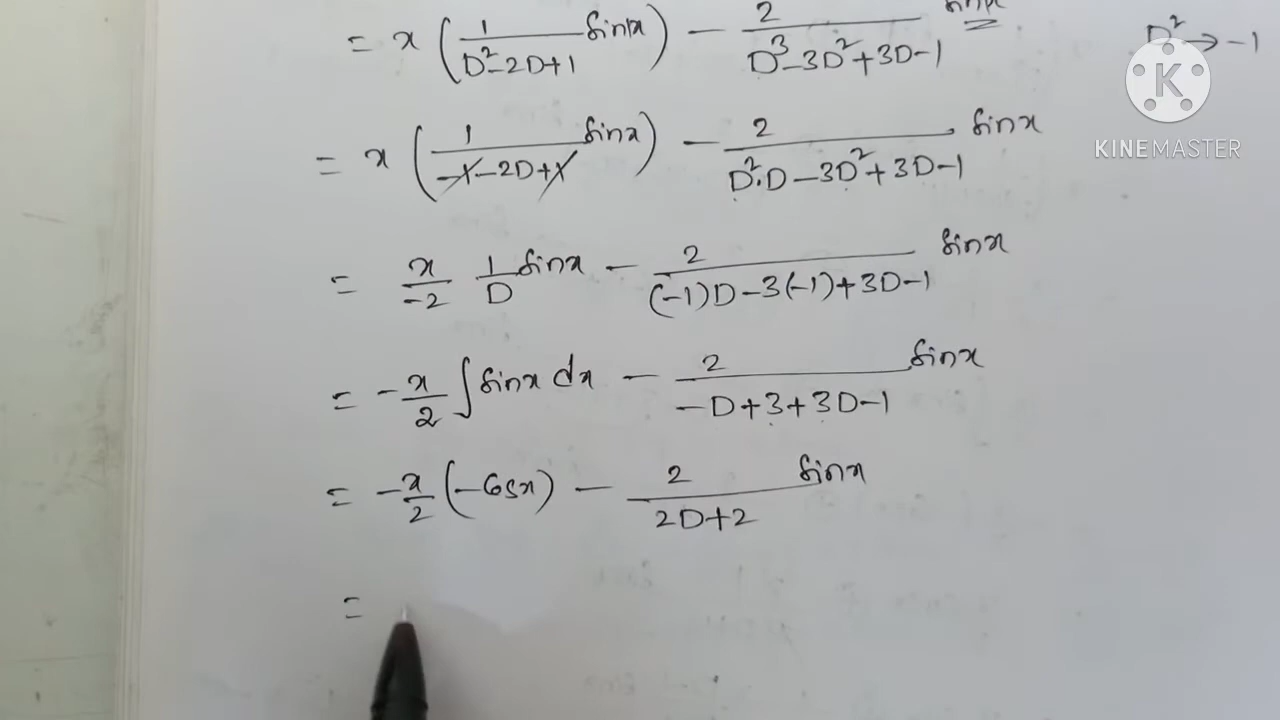 = x (1/(D²-2D+1) sinx) - 2/(D³-3D²+3D-1) sinx
D² → -1
K
KINEMASTER
= x (1/(-1-2D+1) sinx) - 2/(D².D-3D²+3D-1) sinx
= x/-2 1/D sinx - 2/((-1)D-3(-1)+3D-1) sinx
= -x/2 ∫sinx dx - 2/(-D+3+3D-1) sinx
= -x/2 (-Cosx) - 2/(2D+2) sinx
=